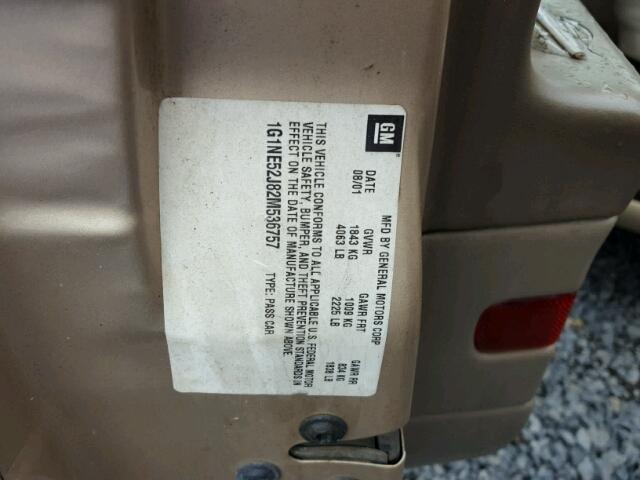 GM
MFD BY GENERAL MOTORS CORP
DATE GVWR GAWR FRT GAWR RR
08/01 1843 KG 1009 KG 834 KG
4063 LB 2225 LB 1838 LB
THIS VEHICLE CONFORMS TO ALL APPLICABLE U.S. FEDERAL MOTOR
VEHICLE SAFETY, BUMPER, AND THEFT PREVENTION STANDARDS IN
EFFECT ON THE DATE OF MANUFACTURE SHOWN ABOVE.
1G1NE52J82M536757 TYPE: PASS CAR